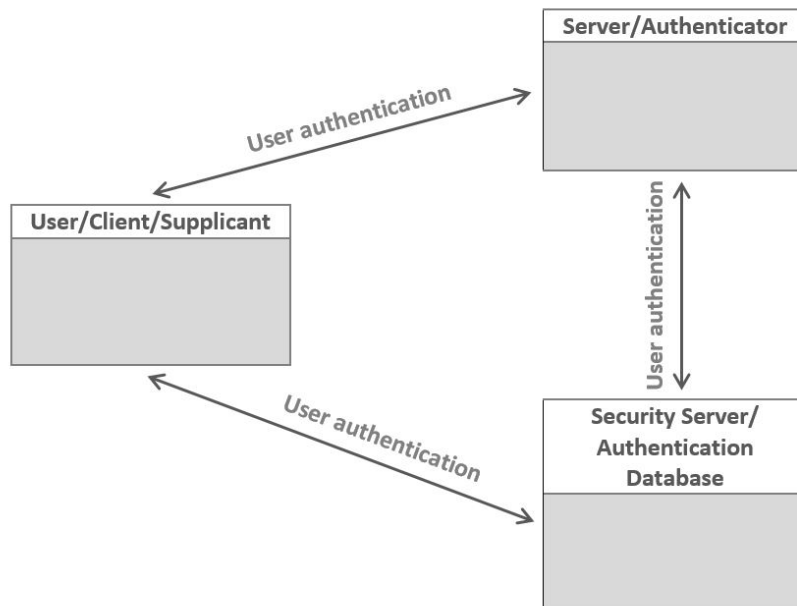 Server/Authenticator
User authentication
User/Client/Supplicant
User authentication
User authentication
Security Server/
Authentication
Database